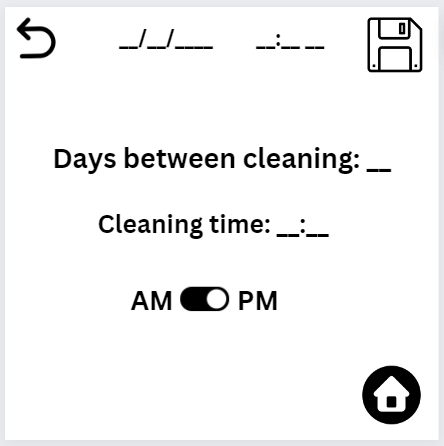 __/__/____ __:__ __
Days between cleaning: __
Cleaning time: __:__
AM PM